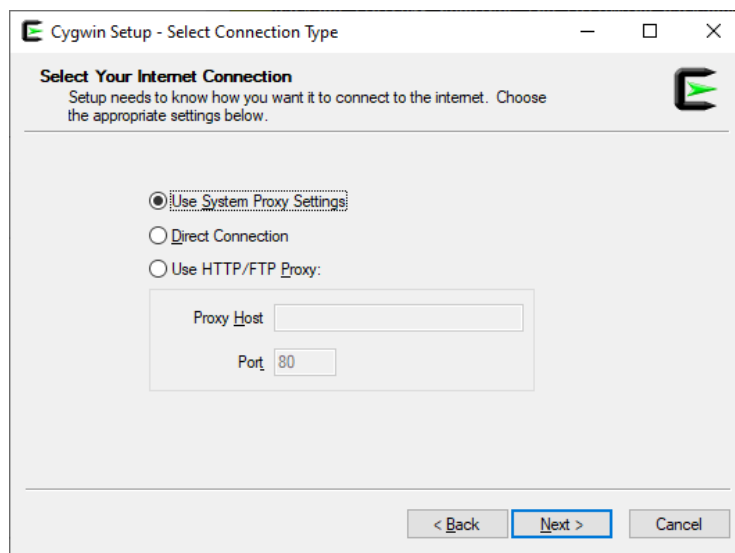 Cygwin Setup - Select Connection Type
Select Your Internet Connection
Setup needs to know how you want it to connect to the internet. Choose
the appropriate settings below.
Use System Proxy Settings
Direct Connection
Use HTTP/FTP Proxy:
Proxy Host
Port 80
< Back Next > Cancel